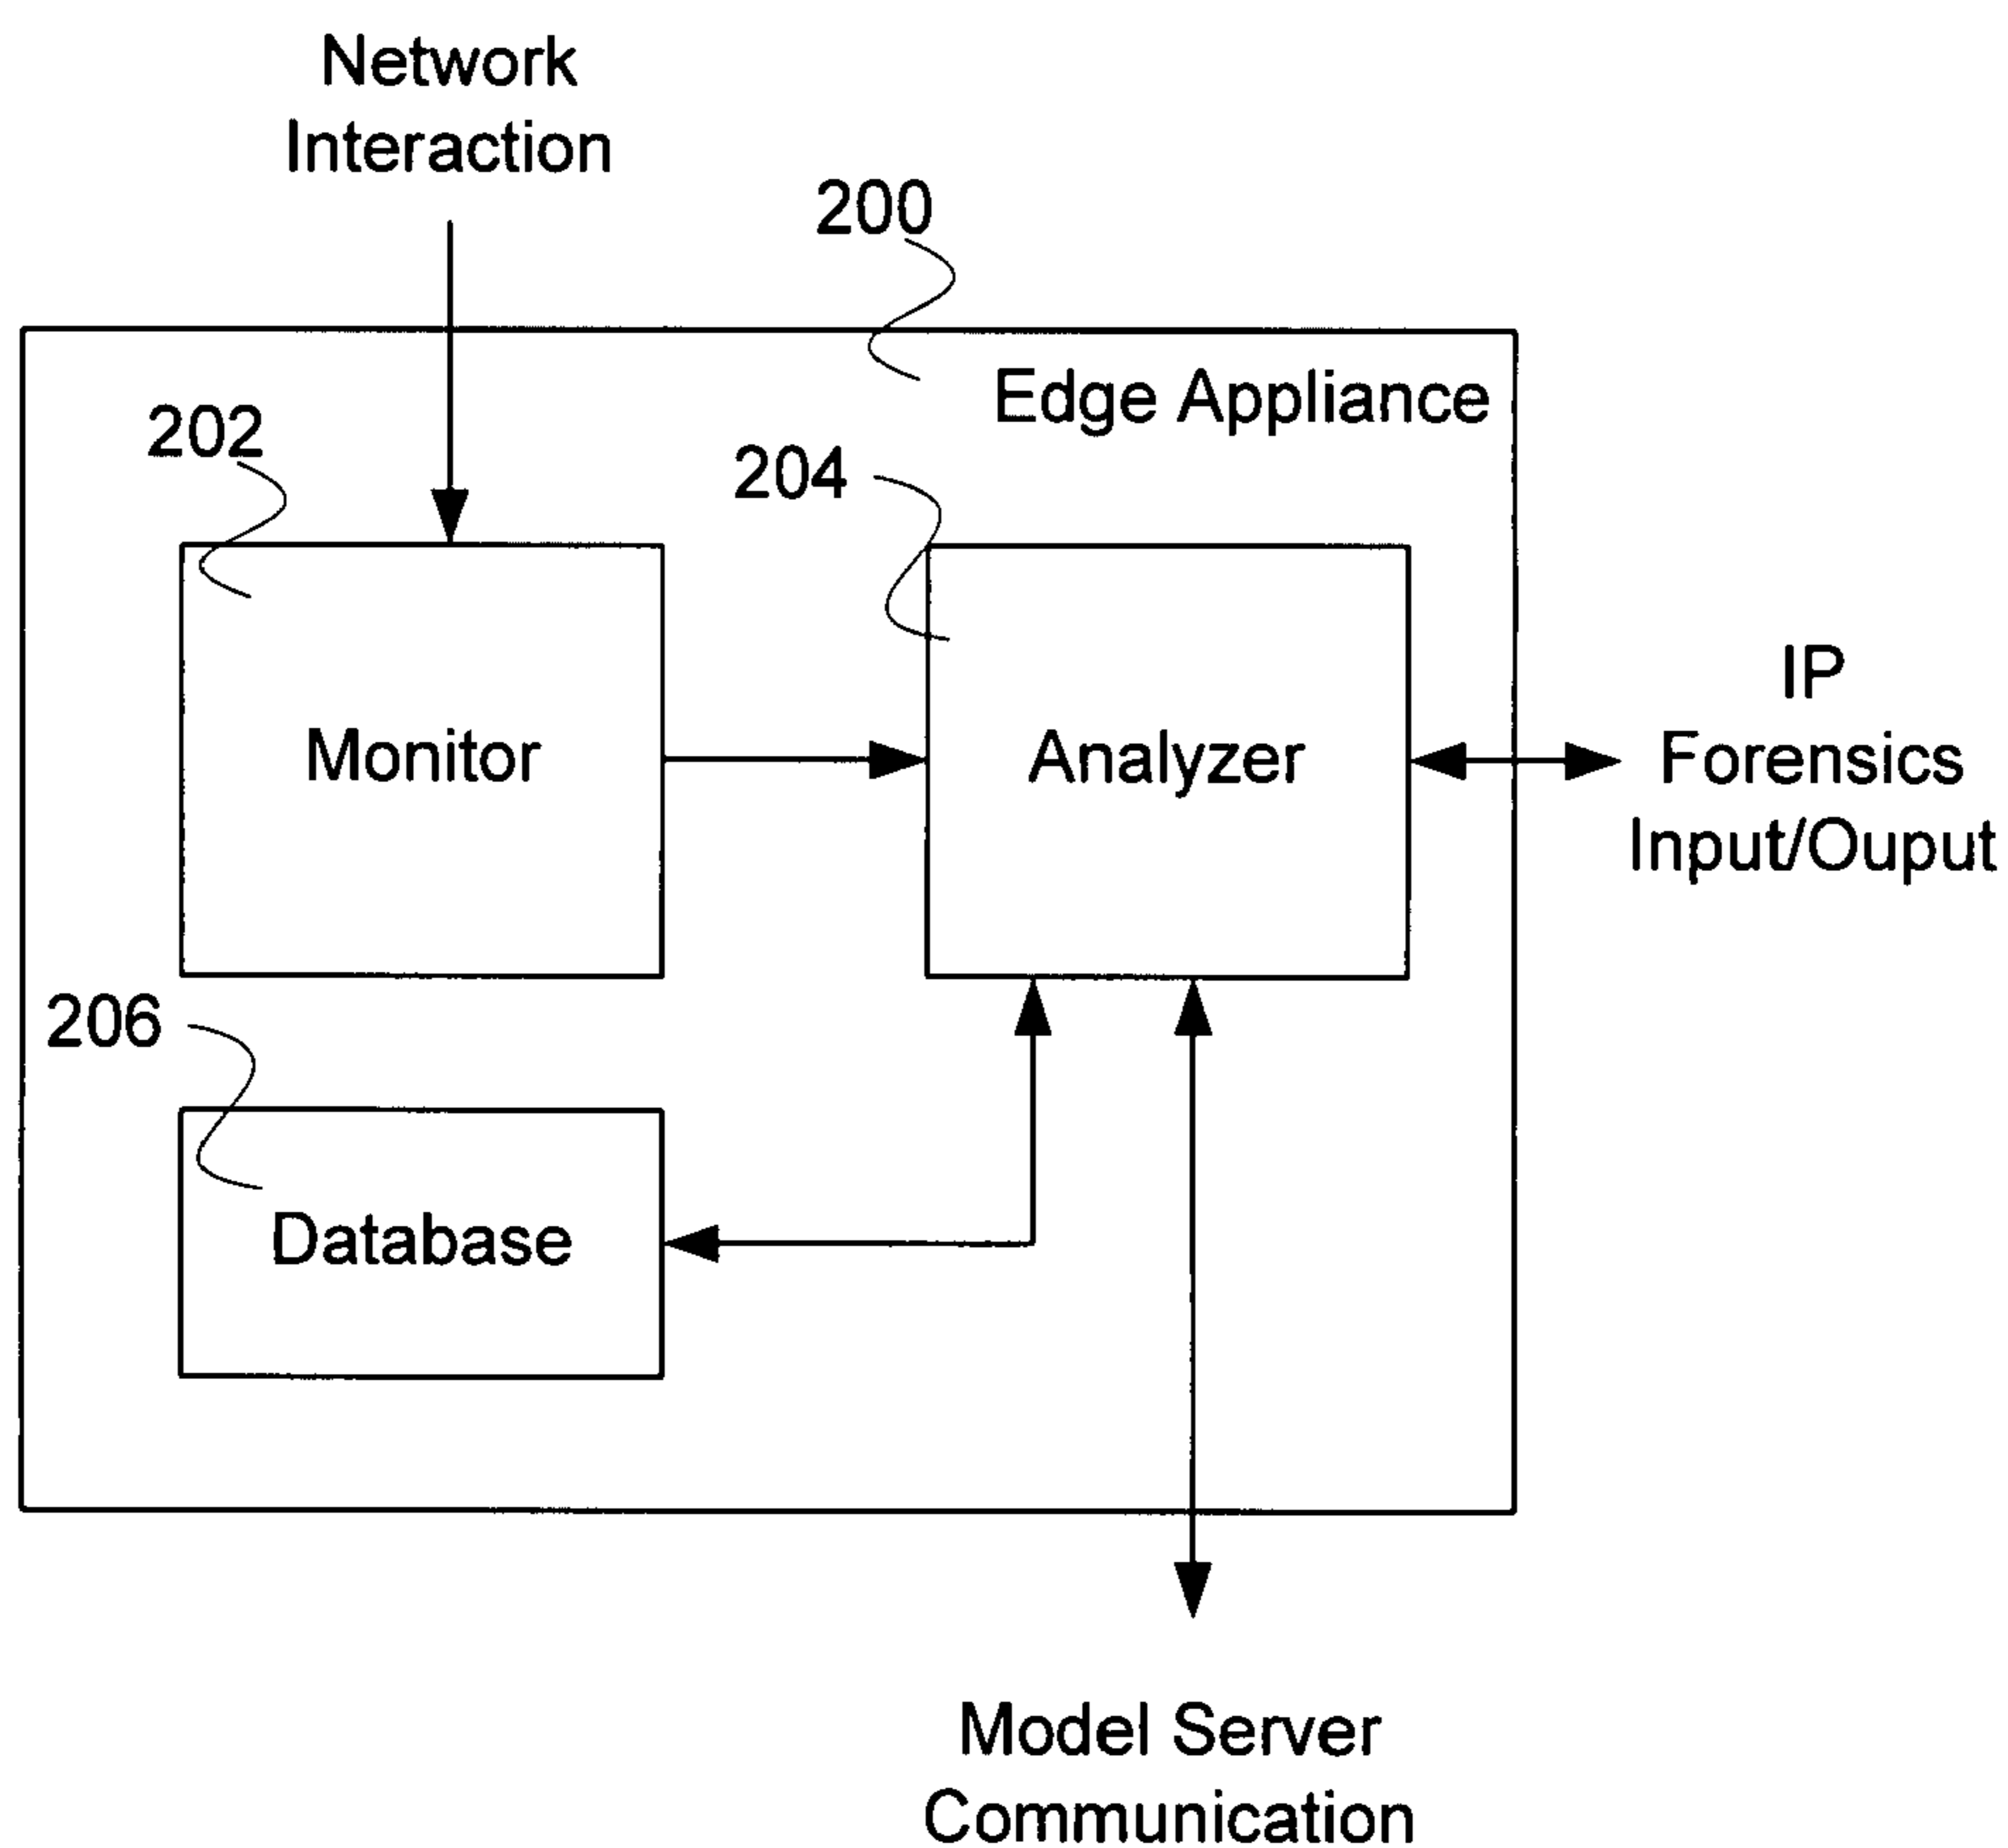 Network
Interaction
200
Edge Appliance
202
204
Monitor
Analyzer
IP
Forensics
Input/Ouput
206
Database
Model Server
Communication